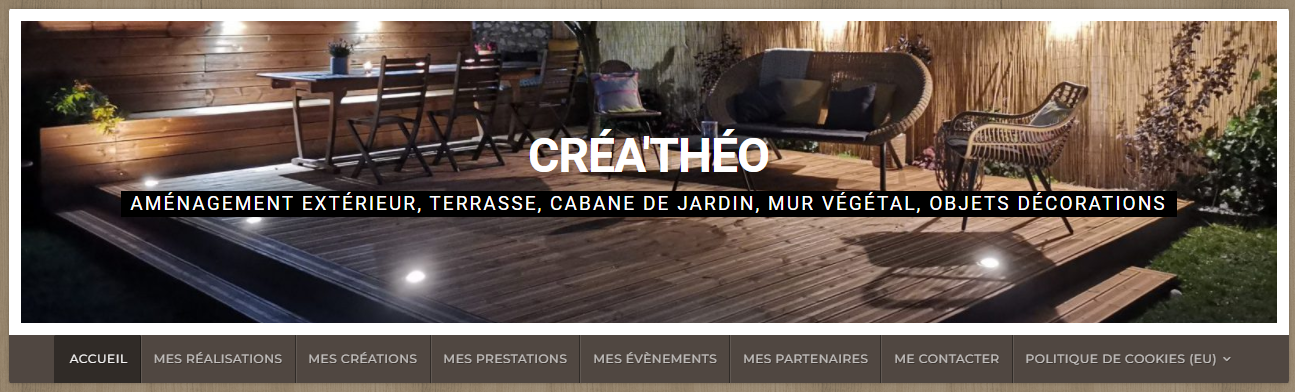 CRÉA'THÉO
AMÉNAGEMENT EXTÉRIEUR, TERRASSE, CABANE DE JARDIN, MUR VÉGÉTAL, OBJETS DÉCORATIONS
ACCUEIL MES RÉALISATIONS MES CRÉATIONS MES PRESTATIONS MES ÉVÈNEMENTS MES PARTENAIRES ME CONTACTER POLITIQUE DE COOKIES (EU)